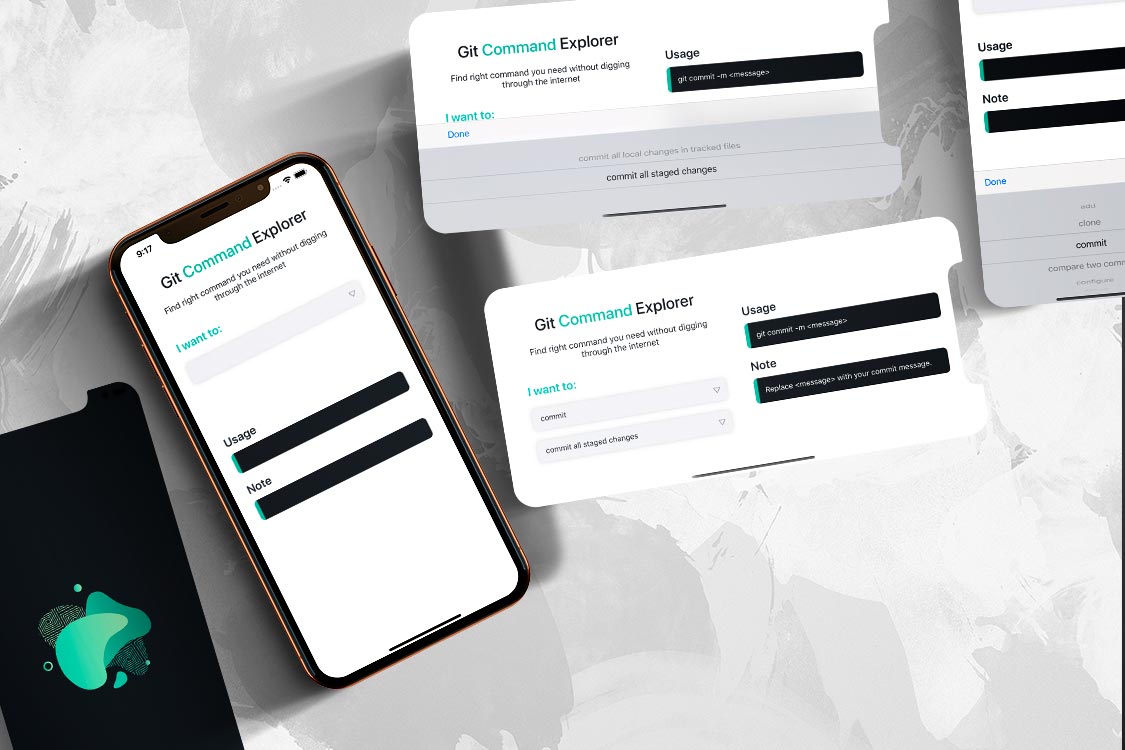 Git Command Explorer
Find right command you need without digging
through the internet
I want to:
Done
commit all local changes in tracked files
commit all staged changes
Usage
git commit -m <message>
Usage
Note
Done
add
clone
commit
compare two comm
configure
9:17
Git Command Explorer
Find right command you need without digging
through the internet
I want to:
Usage
Note
Git Command Explorer
Find right command you need without digging
through the internet
I want to:
commit
commit all staged changes
Usage
git commit -m <message>
Note
Replace <message> with your commit message.